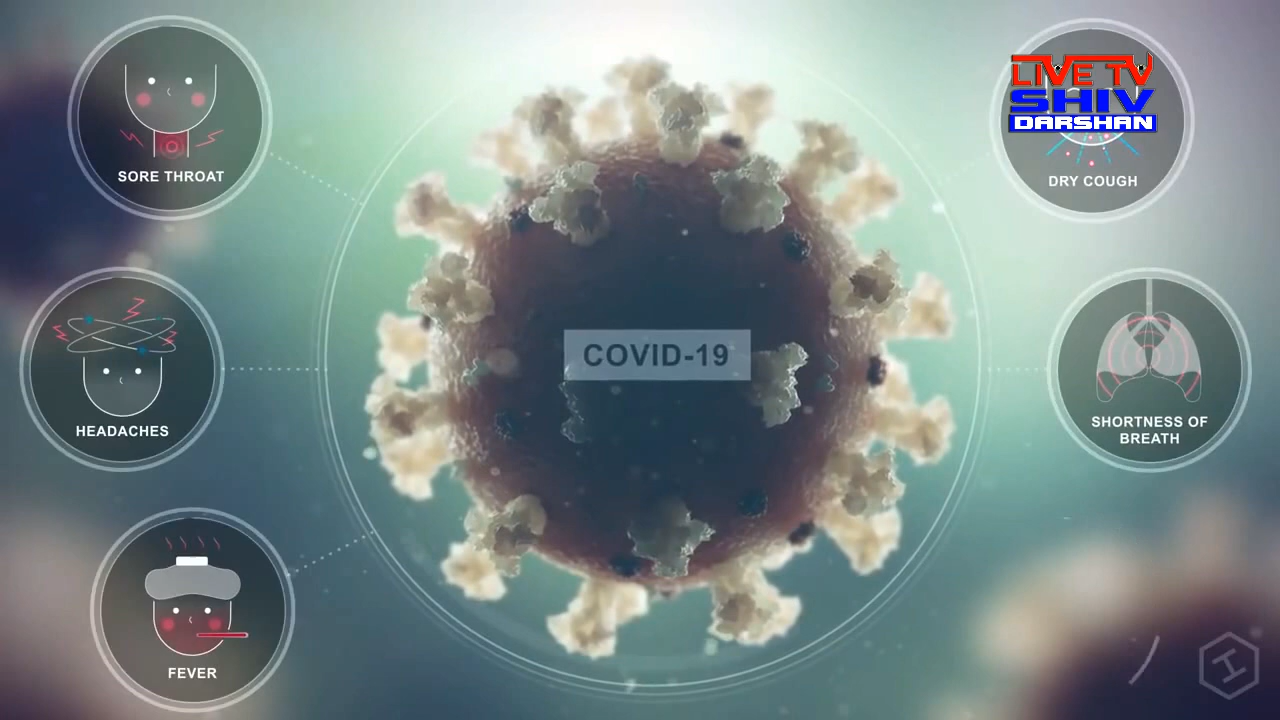 SORE THROAT
LIVE TV
SHIV
DARSHAN
DRY COUGH
HEADACHES
COVID-19
SHORTNESS OF
BREATH
FEVER